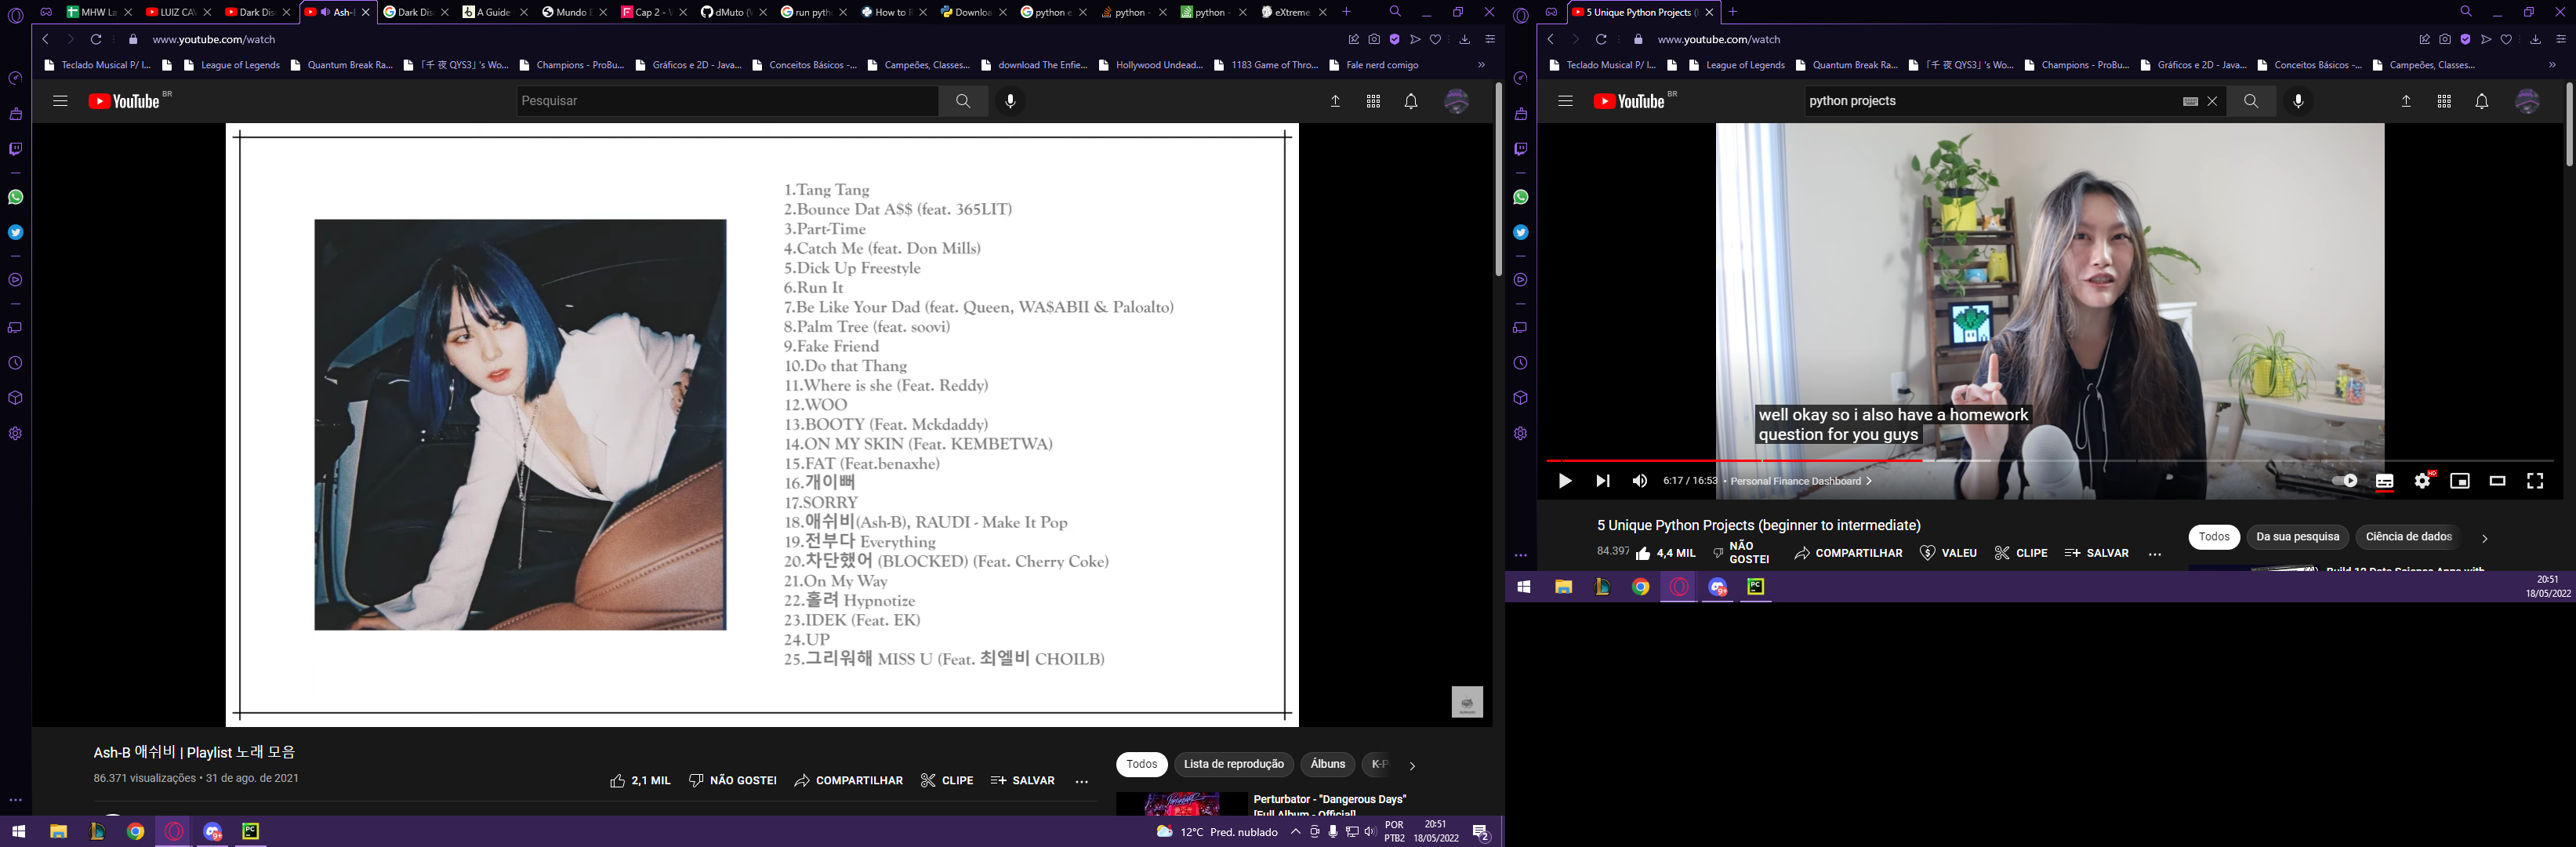 MHW La
LUIZ CAV
Dark Dis
Ash-B
Dark Dis
A Guide
Mundo B
Cap 2 - V
dMuto (V
run pyth
How to R
Downloa
python e
python -
python -
eXtreme
www.youtube.com/watch
Teclado Musical P/ I...
League of Legends
Quantum Break Ra...
「千 夜 QYS3」's Wo...
Champions - ProBu...
Gráficos e 2D - Java...
Conceitos Básicos -...
Campeões, Classes...
download The Enfie...
Hollywood Undead...
1183 Game of Thro...
Fale nerd comigo
YouTube BR
Pesquisar
1.Tang Tang
2.Bounce Dat A$$ (feat. 365LIT)
3.Part-Time
4.Catch Me (feat. Don Mills)
5.Dick Up Freestyle
6.Run It
7.Be Like Your Dad (feat. Queen, WA$ABII & Paloalto)
8.Palm Tree (feat. soovi)
9.Fake Friend
10.Do that Thang
11.Where is she (Feat. Reddy)
12.WOO
13.BOOTY (Feat. Mckdaddy)
14.ON MY SKIN (Feat. KEMBETWA)
15.FAT (Feat.benaxhe)
16.개이뻐
17.SORRY
18.애쉬비(Ash-B), RAUDI - Make It Pop
19.전부다 Everything
20.차단했어 (BLOCKED) (Feat. Cherry Coke)
21.On My Way
22.홀려 Hypnotize
23.IDEK (Feat. EK)
24.UP
25.그리워해 MISS U (Feat. 최엘비 CHOILB)
Ash-B 애쉬비 | Playlist 노래 모음
86.371 visualizações • 31 de ago. de 2021
2,1 MIL
NÃO GOSTEI
COMPARTILHAR
CLIPE
SALVAR
Todos
Lista de reprodução
Álbuns
K-P
Perturbator - "Dangerous Days"
[Full Album - Official]
9+
PC
12°C Pred. nublado
POR
PTB2
20:51
18/05/2022
2
5 Unique Python Projects (
www.youtube.com/watch
Teclado Musical P/ I...
League of Legends
Quantum Break Ra...
「千 夜 QYS3」's Wo...
Champions - ProBu...
Gráficos e 2D - Java...
Conceitos Básicos -...
Campeões, Classes...
YouTube BR
python projects
well okay so i also have a homework
question for you guys
6:17 / 16:53 • Personal Finance Dashboard
HD
5 Unique Python Projects (beginner to intermediate)
84.397
4,4 MIL
NÃO
GOSTEI
COMPARTILHAR
VALEU
CLIPE
SALVAR
Todos
Da sua pesquisa
Ciência de dados
Build 12 Data Science Apps with
9+
PC
20:51
18/05/2022